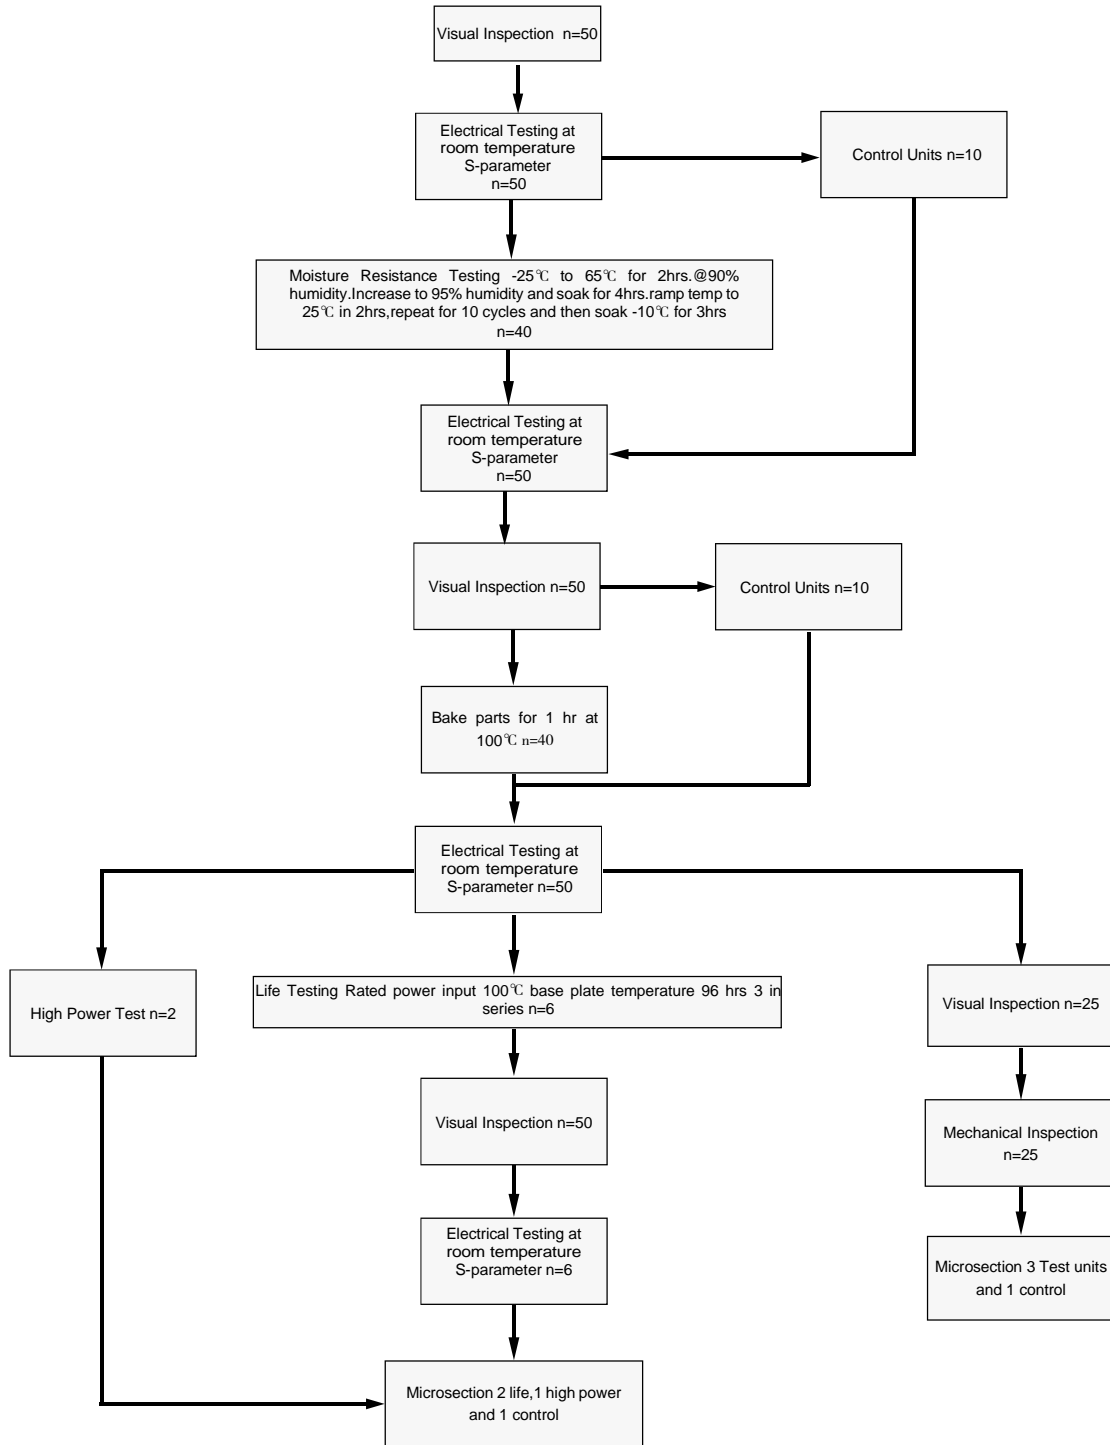 Visual Inspection n=50
Electrical Testing at
room temperature
S-parameter
n=50
Control Units n=10
Moisture Resistance Testing -25℃ to 65℃ for 2hrs.@90%
humidity.Increase to 95% humidity and soak for 4hrs.ramp temp to
25℃ in 2hrs,repeat for 10 cycles and then soak -10℃ for 3hrs
n=40
Electrical Testing at
room temperature
S-parameter
n=50
Visual Inspection n=50
Control Units n=10
Bake parts for 1 hr at
100℃ n=40
Electrical Testing at
room temperature
S-parameter n=50
High Power Test n=2
Life Testing Rated power input 100℃ base plate temperature 96 hrs 3 in
series n=6
Visual Inspection n=25
Visual Inspection n=50
Mechanical Inspection
n=25
Electrical Testing at
room temperature
S-parameter n=6
Microsection 3 Test units
and 1 control
Microsection 2 life,1 high power
and 1 control